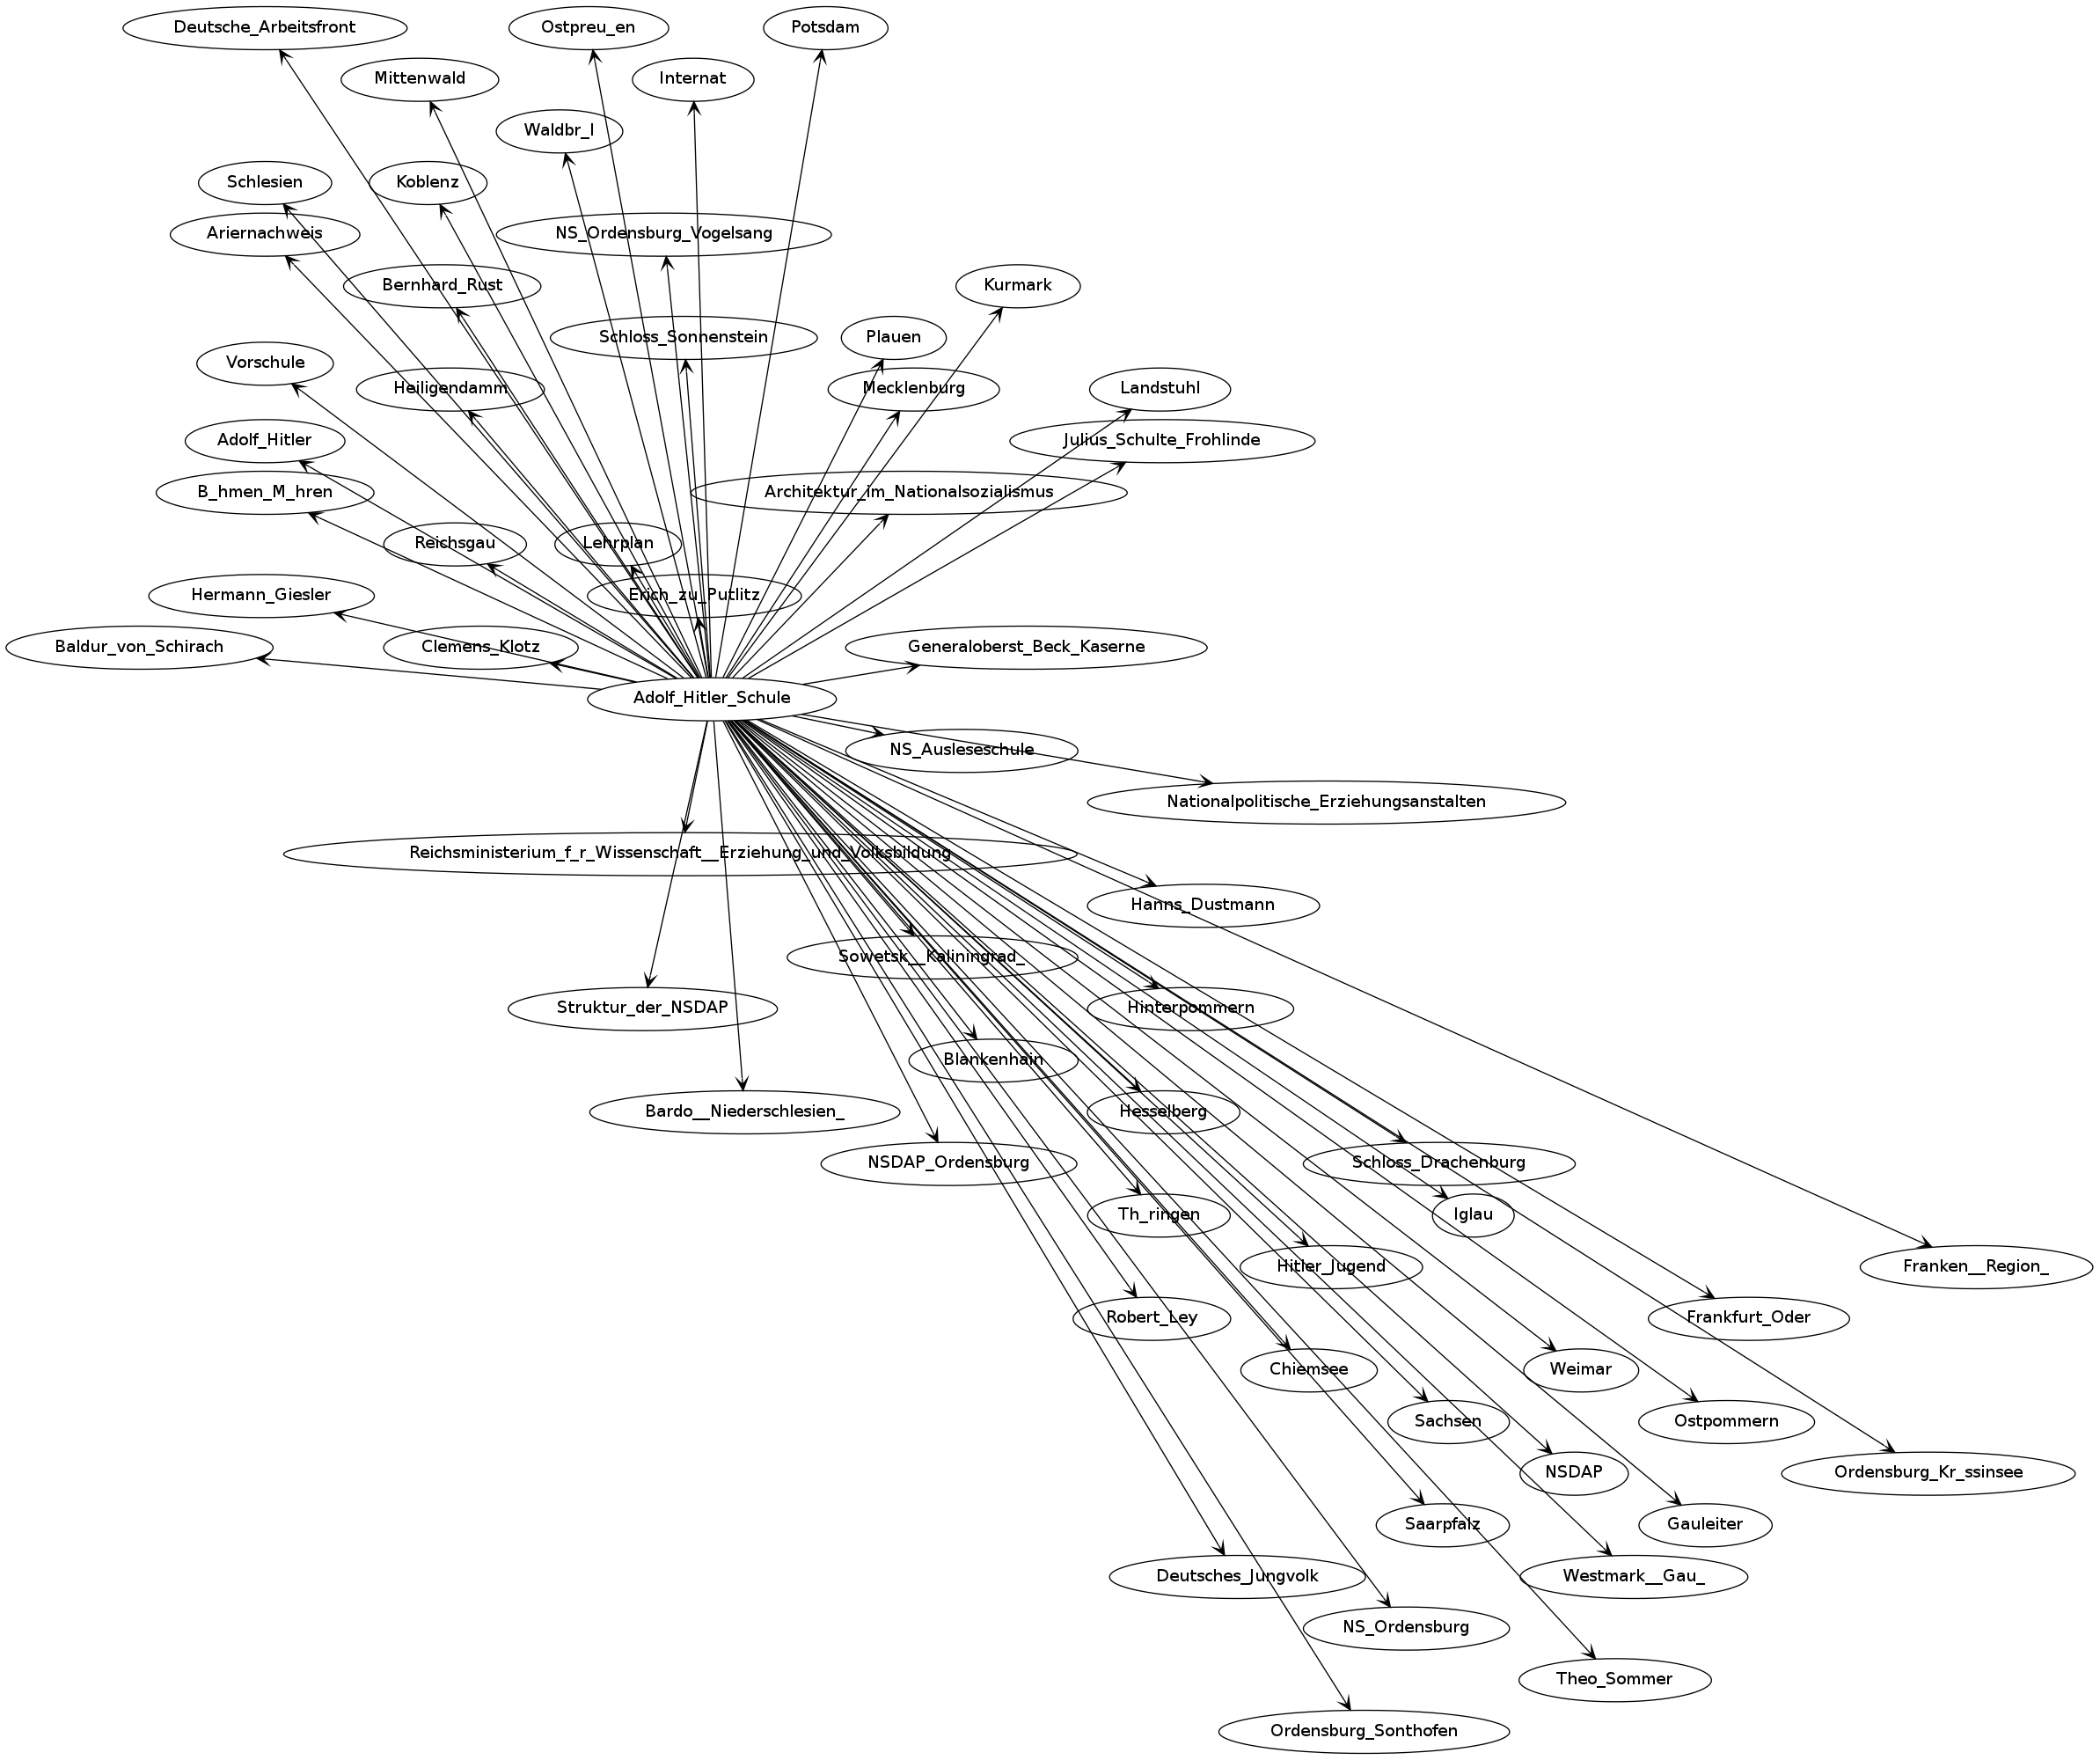 Deutsche_Arbeitsfront
Ostpreu_en
Potsdam
Mittenwald
Internat
Waldbr_l
Schlesien
Koblenz
Ariernachweis
NS_Ordensburg_Vogelsang
Bernhard_Rust
Kurmark
Schloss_Sonnenstein
Plauen
Vorschule
Heiligendamm
Mecklenburg
Landstuhl
Adolf_Hitler
Julius_Schulte_Frohlinde
B_hmen_M_hren
Architektur_im_Nationalsozialismus
Reichsgau
Lehrplan
Hermann_Giesler
Erich_zu_Putlitz
Baldur_von_Schirach
Clemens_Klotz
Generaloberst_Beck_Kaserne
Adolf_Hitler_Schule
NS_Ausleseschule
Nationalpolitische_Erziehungsanstalten
Reichsministerium_f_r_Wissenschaft__Erziehung_und_Volksbildung
Hanns_Dustmann
Sowetsk__Kaliningrad_
Struktur_der_NSDAP
Hinterpommern
Blankenhain
Bardo__Niederschlesien_
Hesselberg
NSDAP_Ordensburg
Schloss_Drachenburg
Th_ringen
Iglau
Hitler_Jugend
Franken__Region_
Robert_Ley
Frankfurt_Oder
Chiemsee
Weimar
Sachsen
Ostpommern
NSDAP
Ordensburg_Kr_ssinsee
Saarpfalz
Gauleiter
Deutsches_Jungvolk
Westmark__Gau_
NS_Ordensburg
Theo_Sommer
Ordensburg_Sonthofen